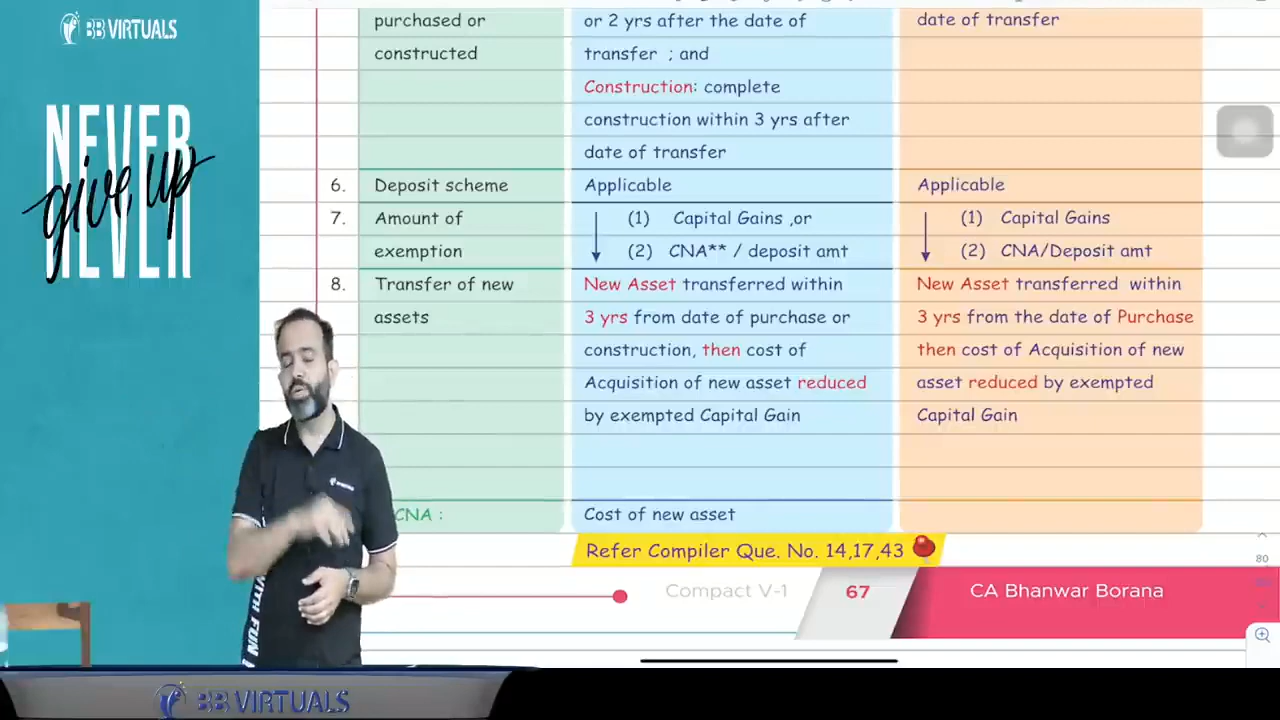 BB VIRTUALS
NEVER
give up
NEVER
purchased or
constructed
or 2 yrs after the date of
transfer ; and
Construction: complete
construction within 3 yrs after
date of transfer
date of transfer
6. Deposit scheme Applicable Applicable
7. Amount of
exemption
(1) Capital Gains ,or
(2) CNA** / deposit amt
(1) Capital Gains
(2) CNA/Deposit amt
8. Transfer of new
assets
New Asset transferred within
3 yrs from date of purchase or
construction, then cost of
Acquisition of new asset reduced
by exempted Capital Gain
New Asset transferred within
3 yrs from the date of Purchase
then cost of Acquisition of new
asset reduced by exempted
Capital Gain
CNA : Cost of new asset
Refer Compiler Que. No. 14,17,43
Compact V-1 67 CA Bhanwar Borana
80
WITH FUN
BB VIRTUALS